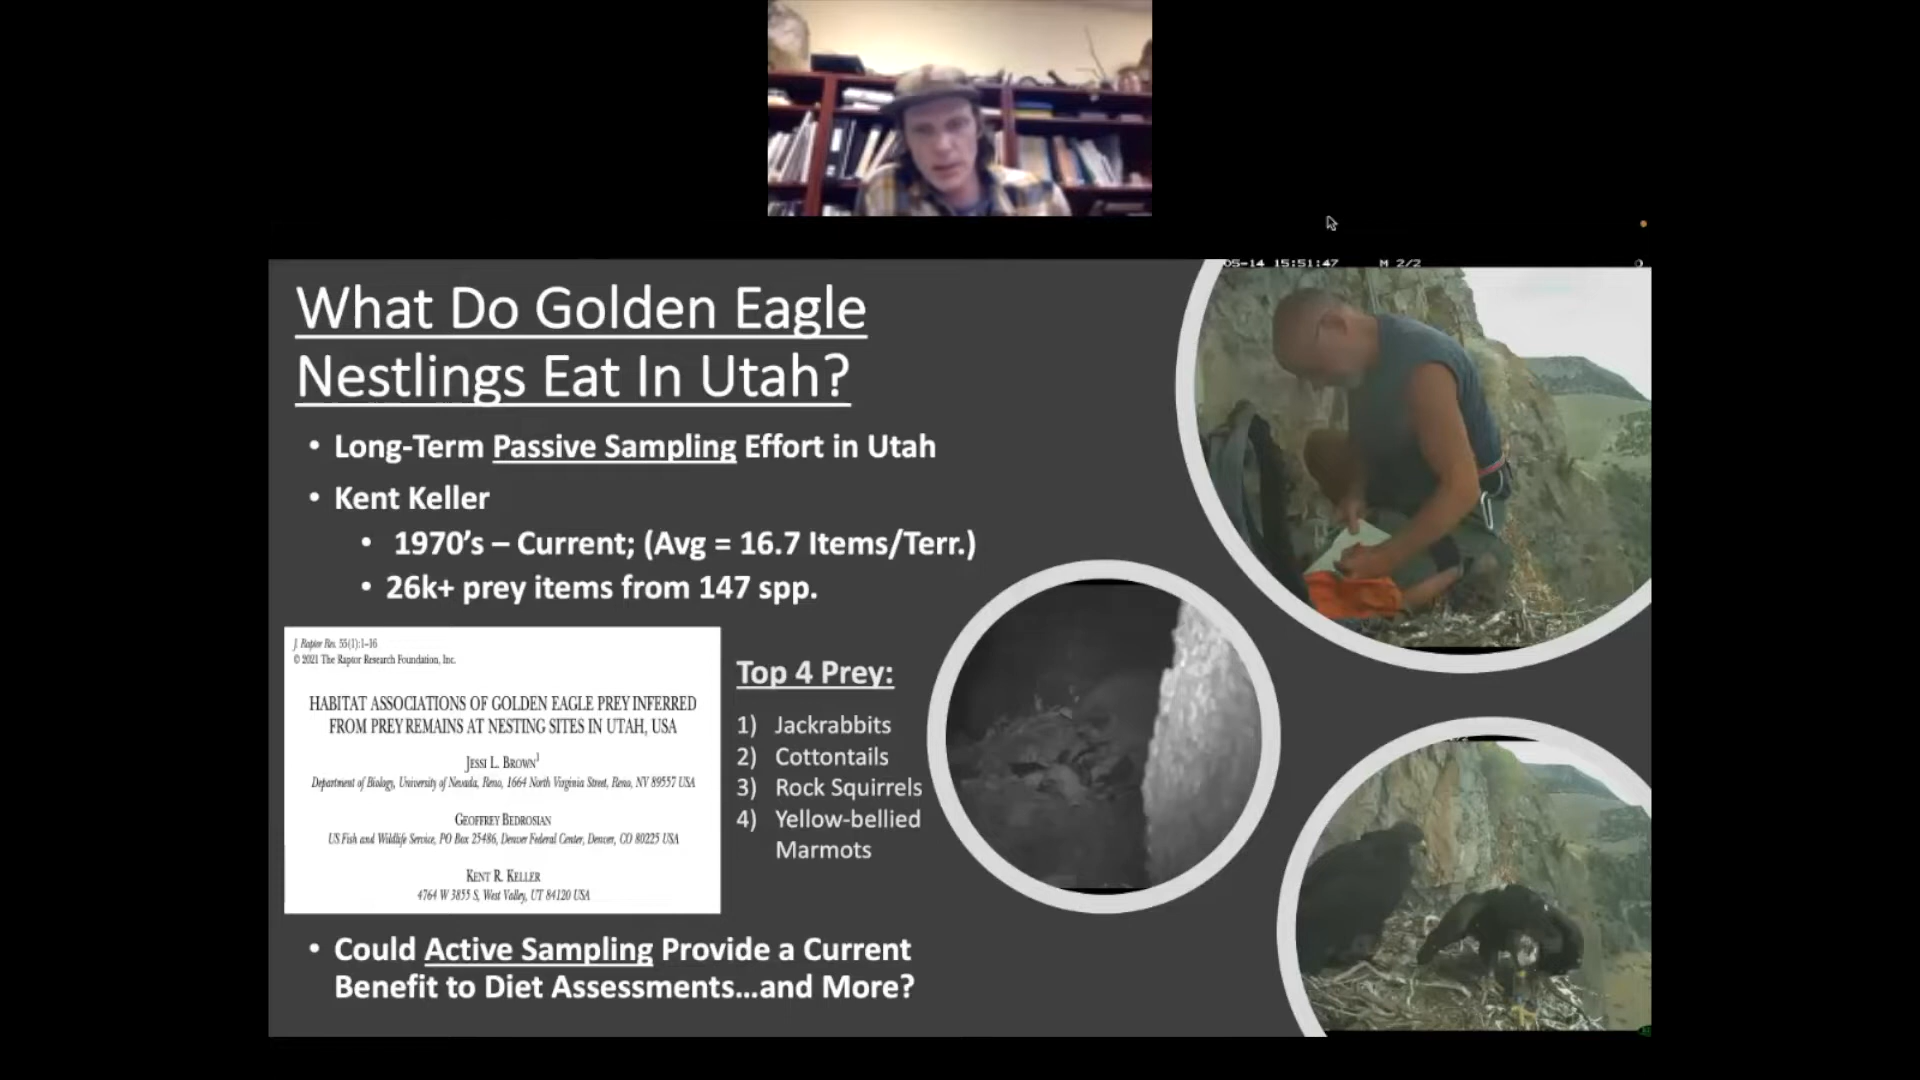 05-14 15:51:47 M 2/2
What Do Golden Eagle
Nestlings Eat In Utah?
• Long-Term Passive Sampling Effort in Utah
• Kent Keller
• 1970's – Current; (Avg = 16.7 Items/Terr.)
• 26k+ prey items from 147 spp.
J. Raptor Res. 55(1):1–16
© 2021 The Raptor Research Foundation, Inc.
HABITAT ASSOCIATIONS OF GOLDEN EAGLE PREY INFERRED
FROM PREY REMAINS AT NESTING SITES IN UTAH, USA
JESSI L. BROWN¹
Department of Biology, University of Nevada, Reno, 1664 North Virginia Street, Reno, NV 89557 USA
GEOFFREY BEDROSIAN
US Fish and Wildlife Service, PO Box 25486, Denver Federal Center, Denver, CO 80225 USA
KENT R. KELLER
4764 W 3855 S, West Valley, UT 84120 USA
Top 4 Prey:
1) Jackrabbits
2) Cottontails
3) Rock Squirrels
4) Yellow-bellied
Marmots
• Could Active Sampling Provide a Current
Benefit to Diet Assessments...and More?